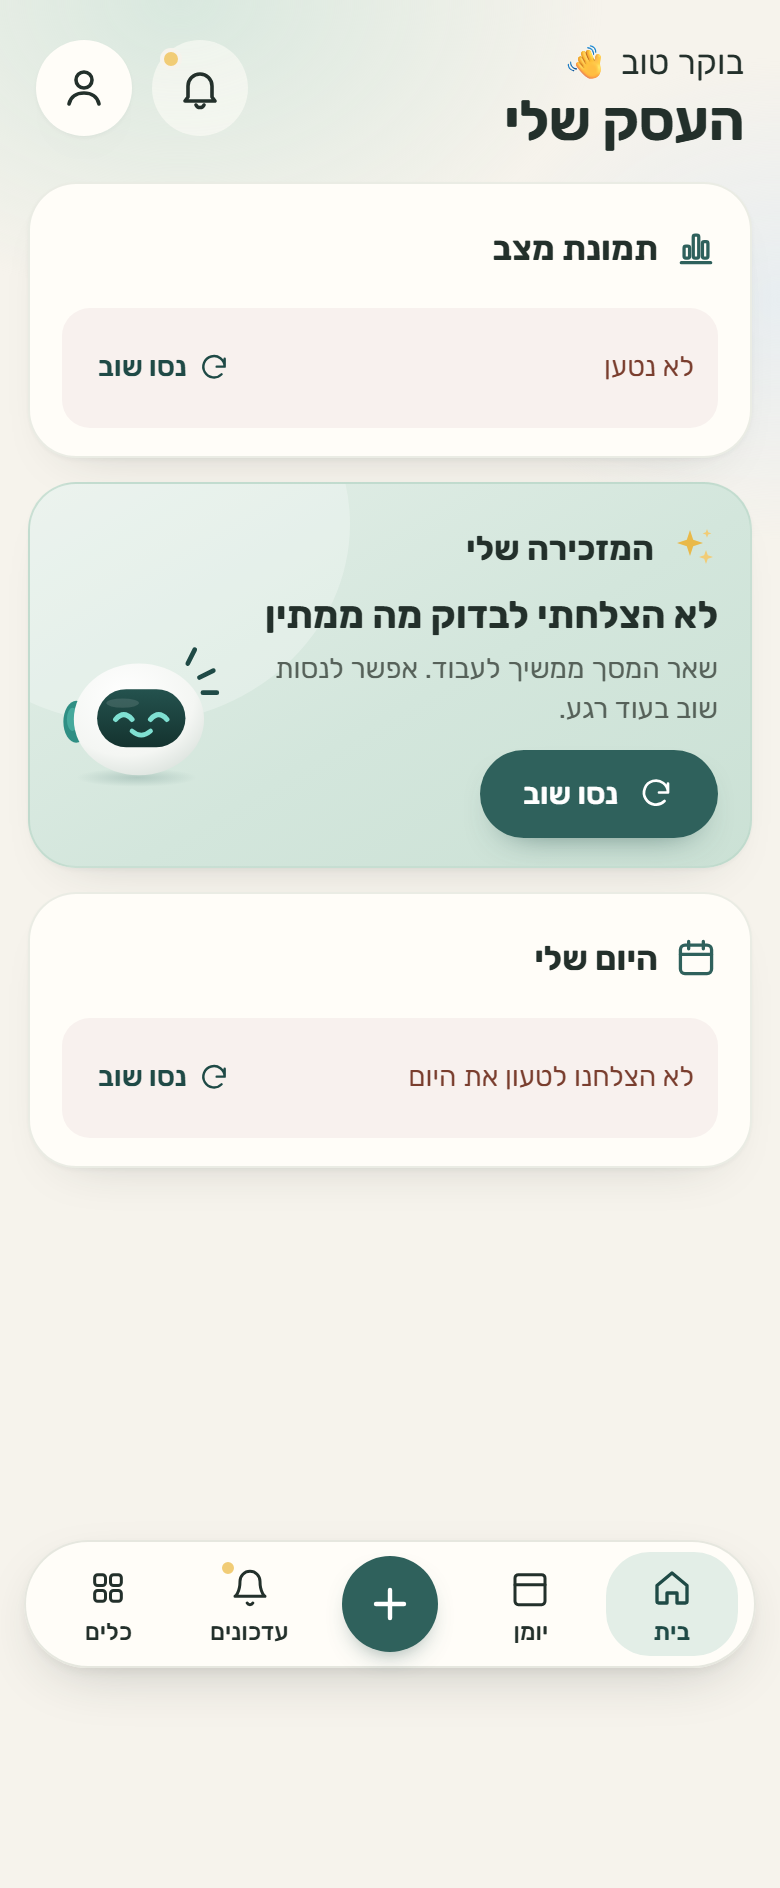 בוקר טוב 👋
העסק שלי
תמונת מצב
לא נטען
נסו שוב
המזכירה שלי
לא הצלחתי לבדוק מה ממתין
שאר המסך ממשיך לעבוד. אפשר לנסות
שוב בעוד רגע.
נסו שוב
היום שלי
לא הצלחנו לטעון את היום
נסו שוב
בית
יומן
עדכונים
כלים